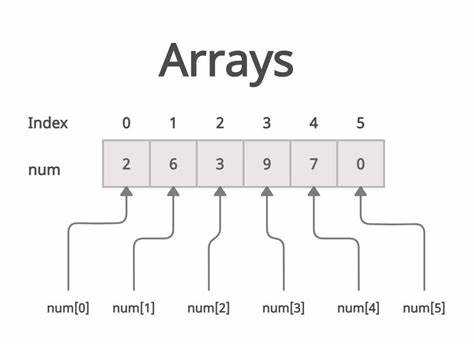 Arrays
Index 0 1 2 3 4 5
num 2 6 3 9 7 0
num[0] num[1] num[2] num[3] num[4] num[5]